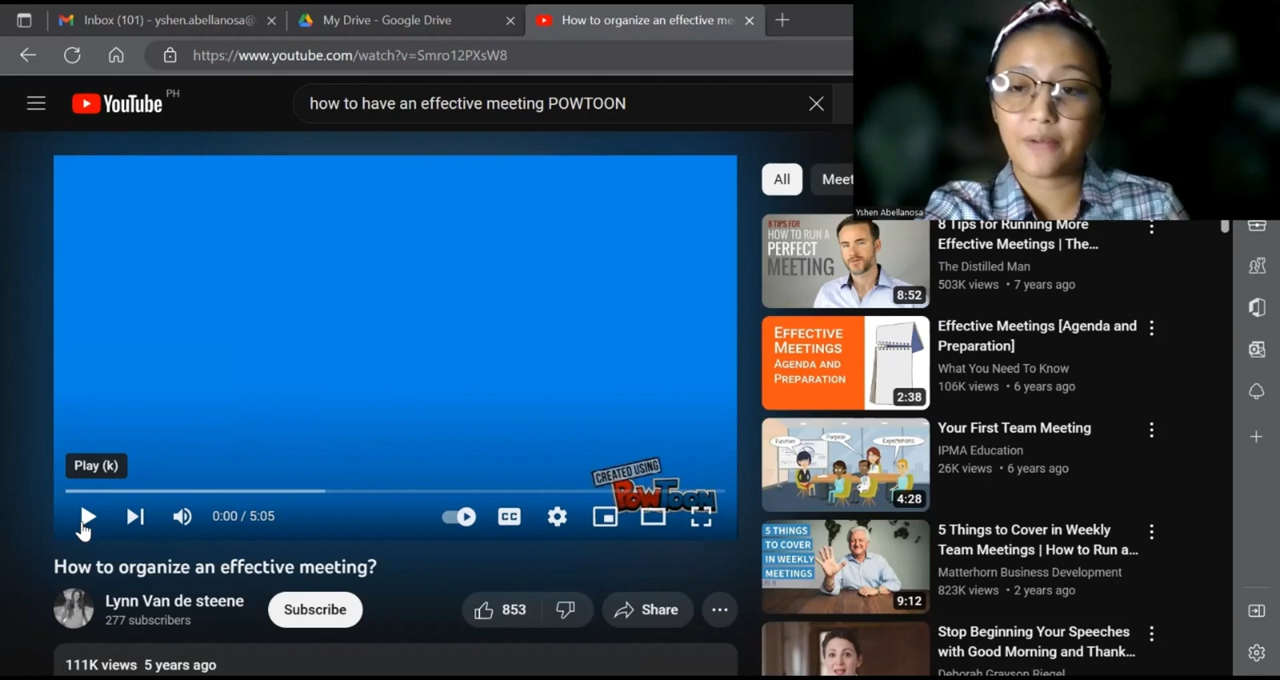 Inbox (101) - yshen.abellanosa@
My Drive - Google Drive
How to organize an effective me
https://www.youtube.com/watch?v=Smro12PXsW8
YouTube PH
how to have an effective meeting POWTOON
All
Meet
Yshen Abellanosa
8 TIPS FOR
HOW TO RUN A
PERFECT
MEETING
8:52
8 Tips for Running More
Effective Meetings | The...
The Distilled Man
503K views • 7 years ago
EFFECTIVE
MEETINGS
AGENDA AND
PREPARATION
2:38
Effective Meetings [Agenda and
Preparation]
What You Need To Know
106K views • 6 years ago
Function
Purpose
Expectations
4:28
Your First Team Meeting
IPMA Education
26K views • 6 years ago
5 THINGS
TO COVER
IN WEEKLY
MEETINGS
9:12
5 Things to Cover in Weekly
Team Meetings | How to Run a...
Matterhorn Business Development
823K views • 2 years ago
Stop Beginning Your Speeches
with Good Morning and Thank...
Deborah Grayson Riegel
Play (k)
CREATED USING
POWTOON
0:00 / 5:05
CC
How to organize an effective meeting?
Lynn Van de steene
277 subscribers
Subscribe
853
Share
111K views 5 years ago